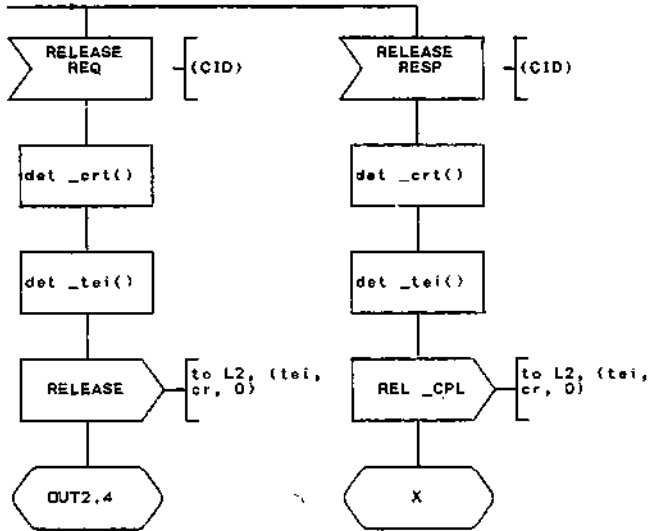 RELEASE
REQ
(CID)
det _crt()
det _tei()
RELEASE
to L2, (tei,
cr, 0)
OUT2,4
RELEASE
RESP
(CID)
det _crt()
det _tei()
REL _CPL
to L2, (tei,
cr, 0)
X